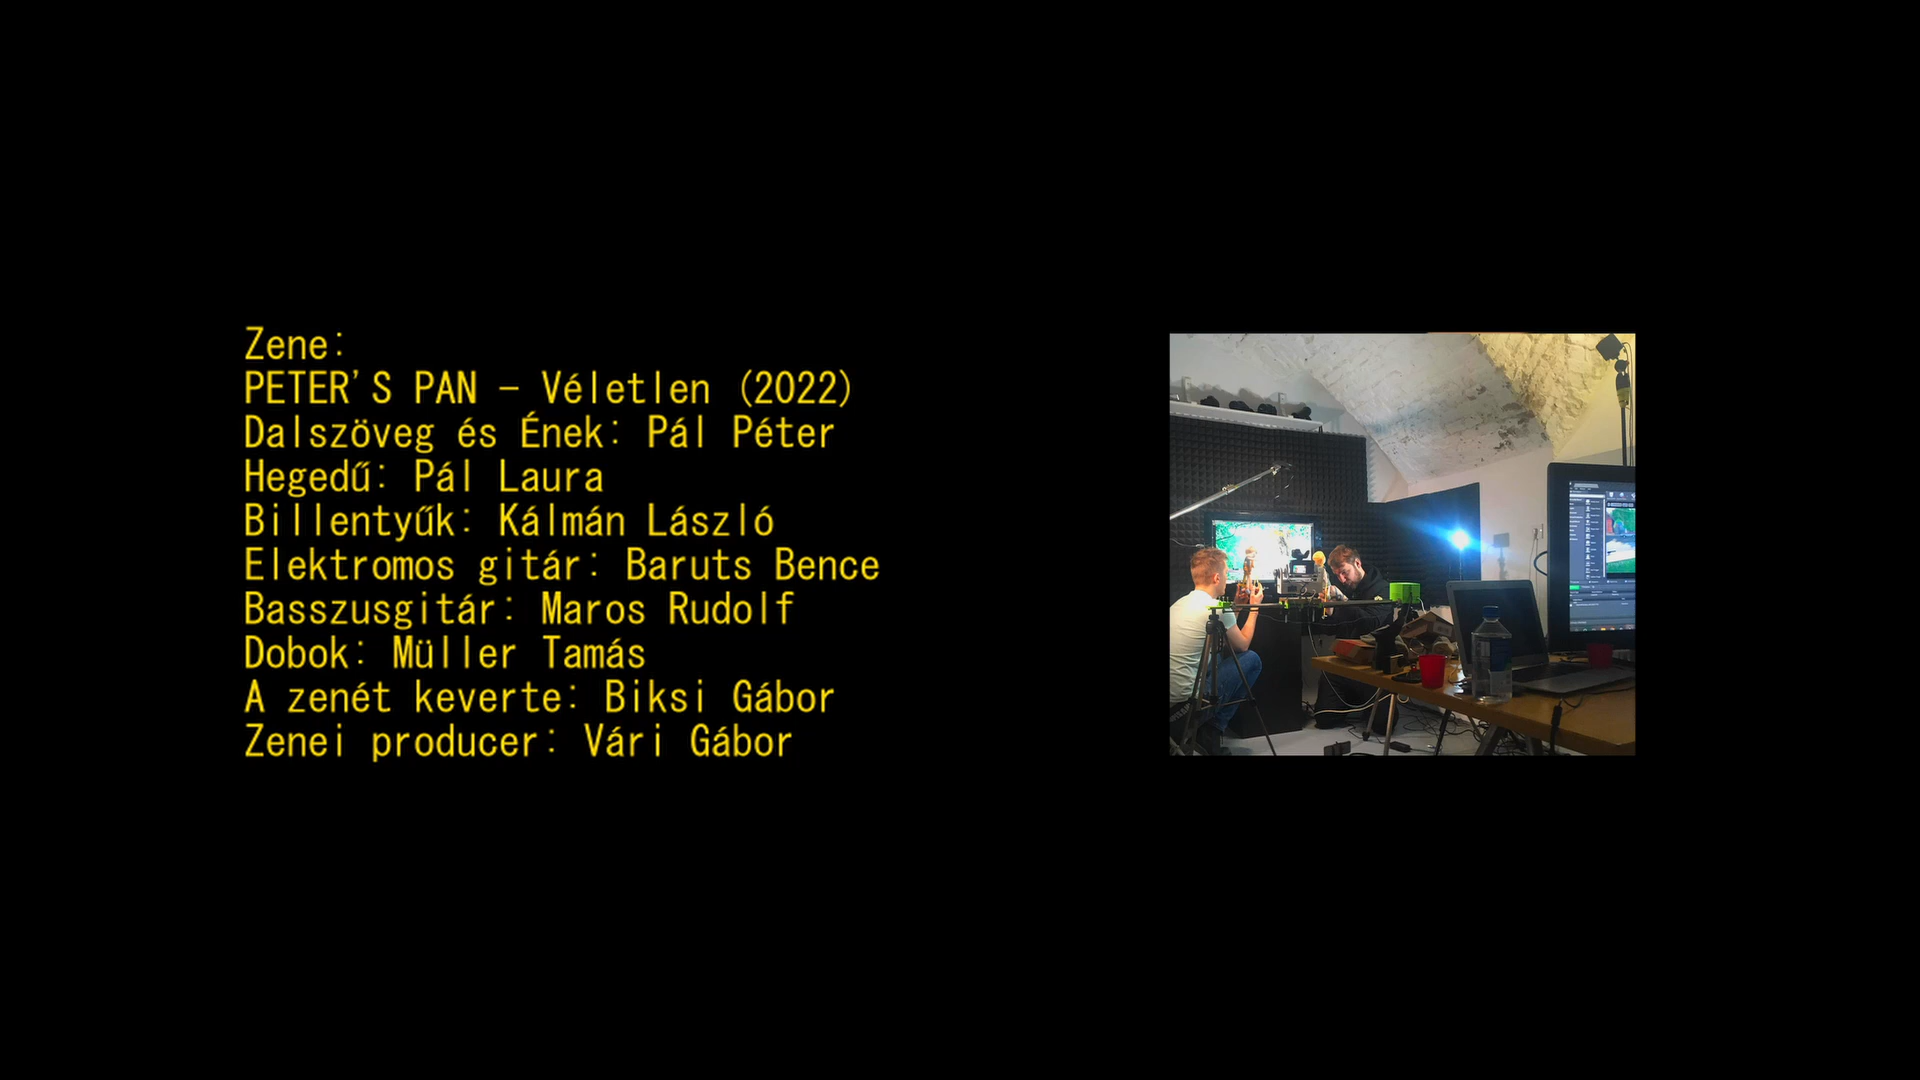 Zene:
PETER'S PAN - Véletlen (2022)
Dalszöveg és Ének: Pál Péter
Hegedű: Pál Laura
Billentyűk: Kálmán László
Elektromos gitár: Baruts Bence
Basszusgitár: Maros Rudolf
Dobok: Müller Tamás
A zenét keverte: Biksi Gábor
Zenei producer: Vári Gábor